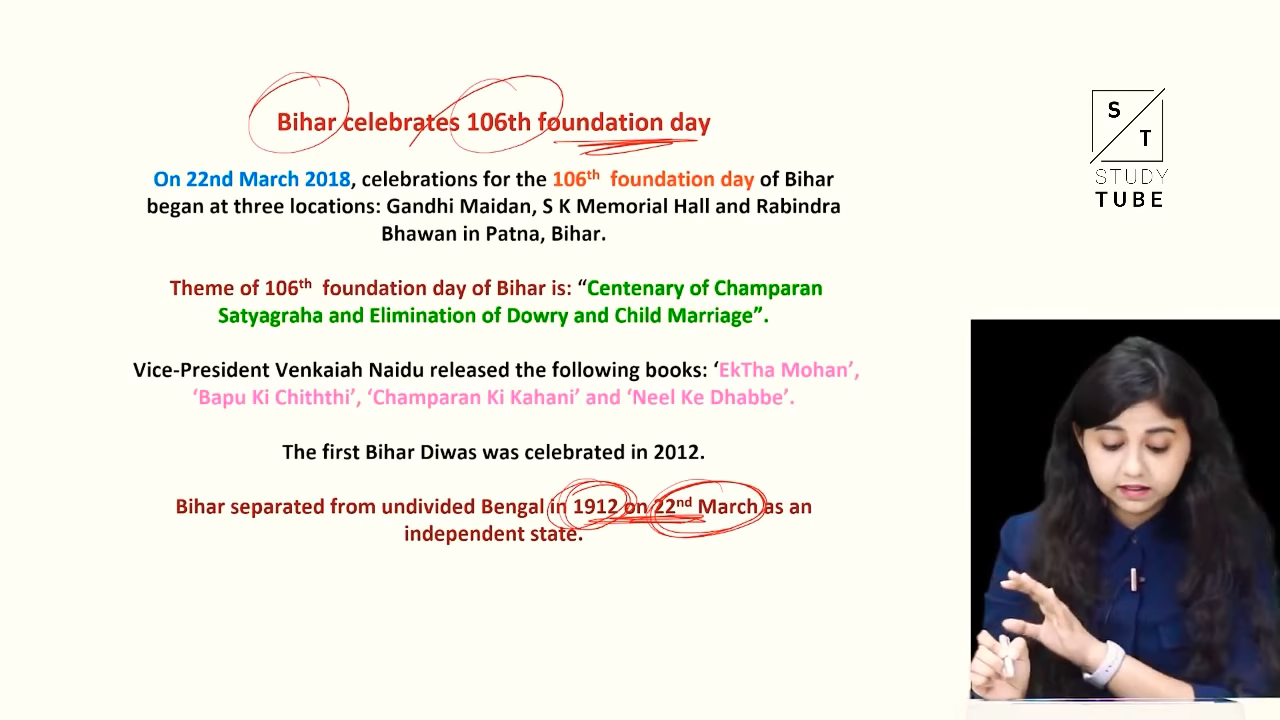 Bihar celebrates 106th foundation day
On 22nd March 2018, celebrations for the 106th foundation day of Bihar
began at three locations: Gandhi Maidan, S K Memorial Hall and Rabindra
Bhawan in Patna, Bihar.
Theme of 106th foundation day of Bihar is: “Centenary of Champaran
Satyagraha and Elimination of Dowry and Child Marriage”.
Vice-President Venkaiah Naidu released the following books: ‘EkTha Mohan’,
‘Bapu Ki Chiththi’, ‘Champaran Ki Kahani’ and ‘Neel Ke Dhabbe’.
The first Bihar Diwas was celebrated in 2012.
Bihar separated from undivided Bengal in 1912 on 22nd March as an
independent state.
S
T
STUDY
TUBE